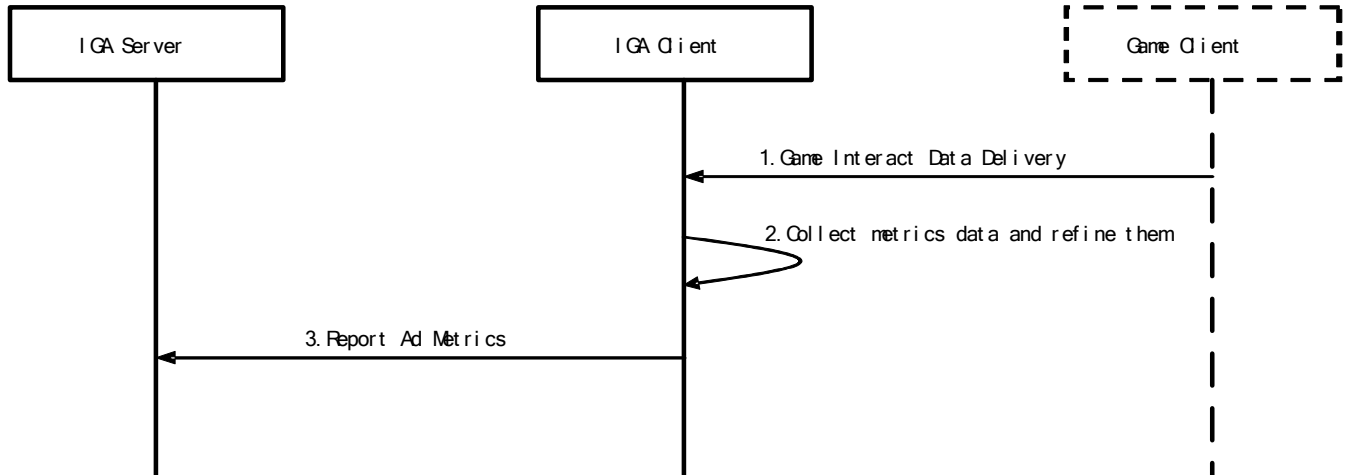 IGA Server
IGA Client
Game Client
1. Game Interact Data Delivery
2. Collect metrics data and refine them
3. Report Ad Metrics